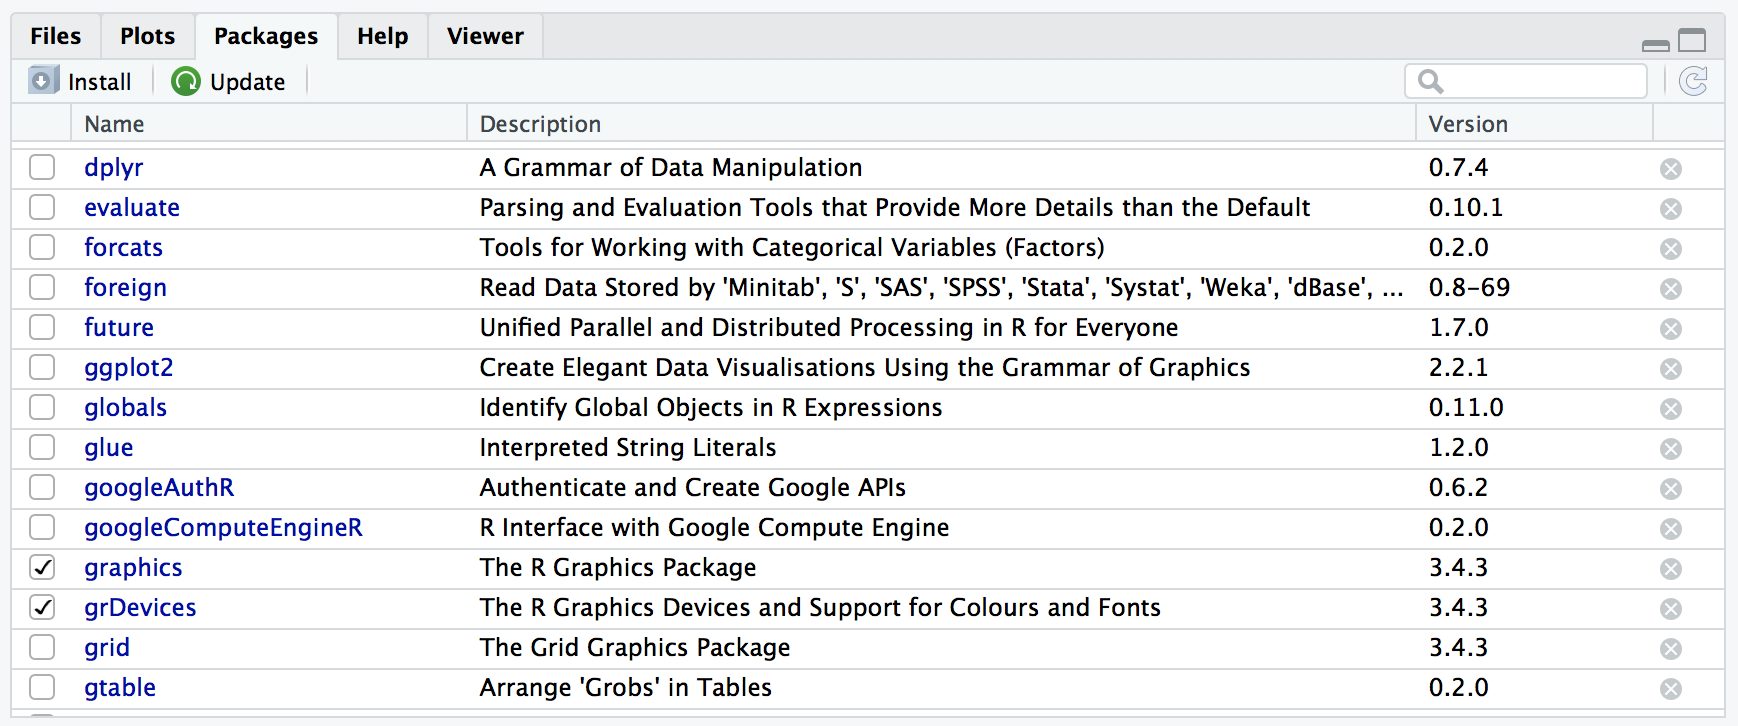 Files Plots Packages Help Viewer
Install Update
Name Description Version
dplyr A Grammar of Data Manipulation 0.7.4
evaluate Parsing and Evaluation Tools that Provide More Details than the Default 0.10.1
forcats Tools for Working with Categorical Variables (Factors) 0.2.0
foreign Read Data Stored by 'Minitab', 'S', 'SAS', 'SPSS', 'Stata', 'Systat', 'Weka', 'dBase', ... 0.8-69
future Unified Parallel and Distributed Processing in R for Everyone 1.7.0
ggplot2 Create Elegant Data Visualisations Using the Grammar of Graphics 2.2.1
globals Identify Global Objects in R Expressions 0.11.0
glue Interpreted String Literals 1.2.0
googleAuthR Authenticate and Create Google APIs 0.6.2
googleComputeEngineR R Interface with Google Compute Engine 0.2.0
graphics The R Graphics Package 3.4.3
grDevices The R Graphics Devices and Support for Colours and Fonts 3.4.3
grid The Grid Graphics Package 3.4.3
gtable Arrange 'Grobs' in Tables 0.2.0